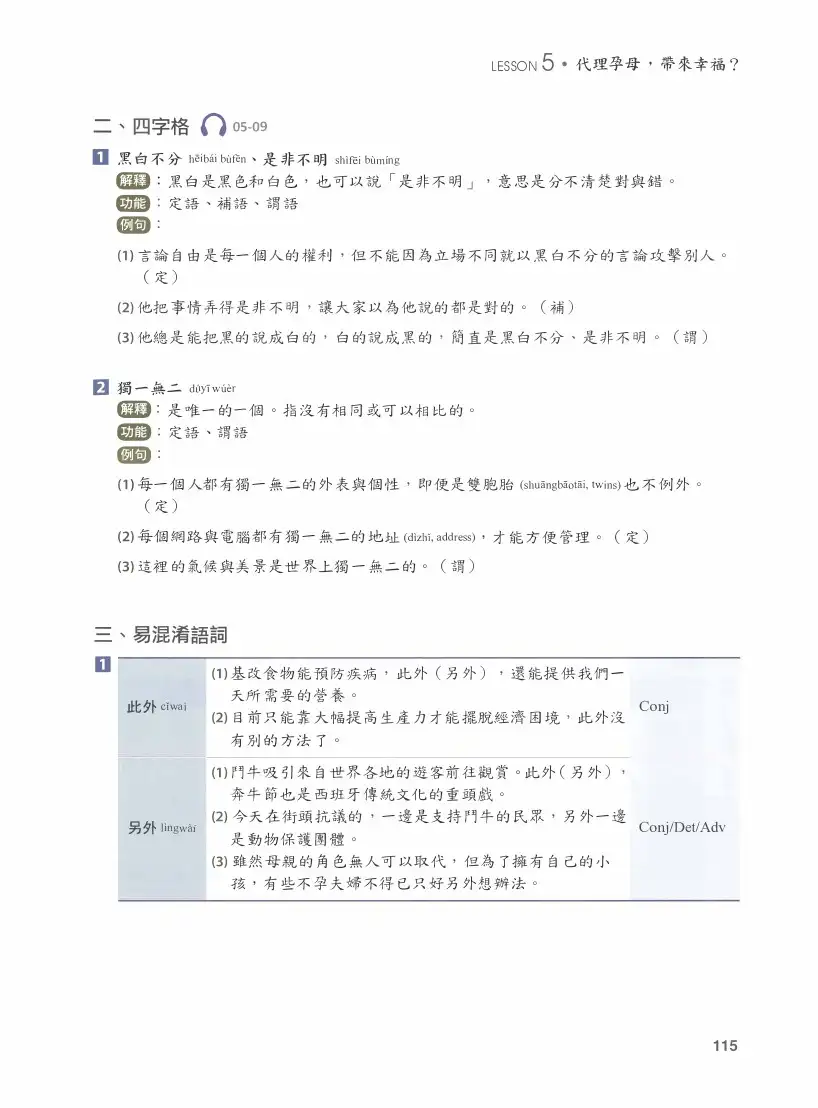 LESSON 5 • 代理孕母，帶來幸福？
二、四字格 05-09
1 黑白不分 hēibái bùfēn、是非不明 shìfēi bùmíng
解釋：黑白是黑色和白色，也可以說「是非不明」，意思是分不清楚對與錯。
功能：定語、補語、謂語
例句：
(1) 言論自由是每一個人的權利，但不能因為立場不同就以黑白不分的言論攻擊別人。
（定）
(2) 他把事情弄得是非不明，讓大家以為他說的都是對的。（補）
(3) 他總是能把黑的說成白的，白的說成黑的，簡直是黑白不分、是非不明。（謂）
2 獨一無二 dúyī wúèr
解釋：是唯一的一個。指沒有相同或可以相比的。
功能：定語、謂語
例句：
(1) 每一個人都有獨一無二的外表與個性，即便是雙胞胎 (shuāngbāotāi, twins) 也不例外。
（定）
(2) 每個網路與電腦都有獨一無二的地址 (dìzhǐ, address)，才能方便管理。（定）
(3) 這裡的氣候與美景是世界上獨一無二的。（謂）
三、易混淆語詞
1
此外 cǐwài
(1) 基改食物能預防疾病，此外（另外），還能提供我們一
天所需要的營養。
(2) 目前只能靠大幅提高生產力才能擺脫經濟困境，此外沒
有別的方法了。
Conj
另外 lìngwài
(1) 鬥牛吸引來自世界各地的遊客前往觀賞。此外（另外），
奔牛節也是西班牙傳統文化的重頭戲。
(2) 今天在街頭抗議的，一邊是支持鬥牛的民眾，另外一邊
是動物保護團體。
(3) 雖然母親的角色無人可以取代，但為了擁有自己的小
孩，有些不孕夫婦不得已只好另外想辦法。
Conj/Det/Adv
115